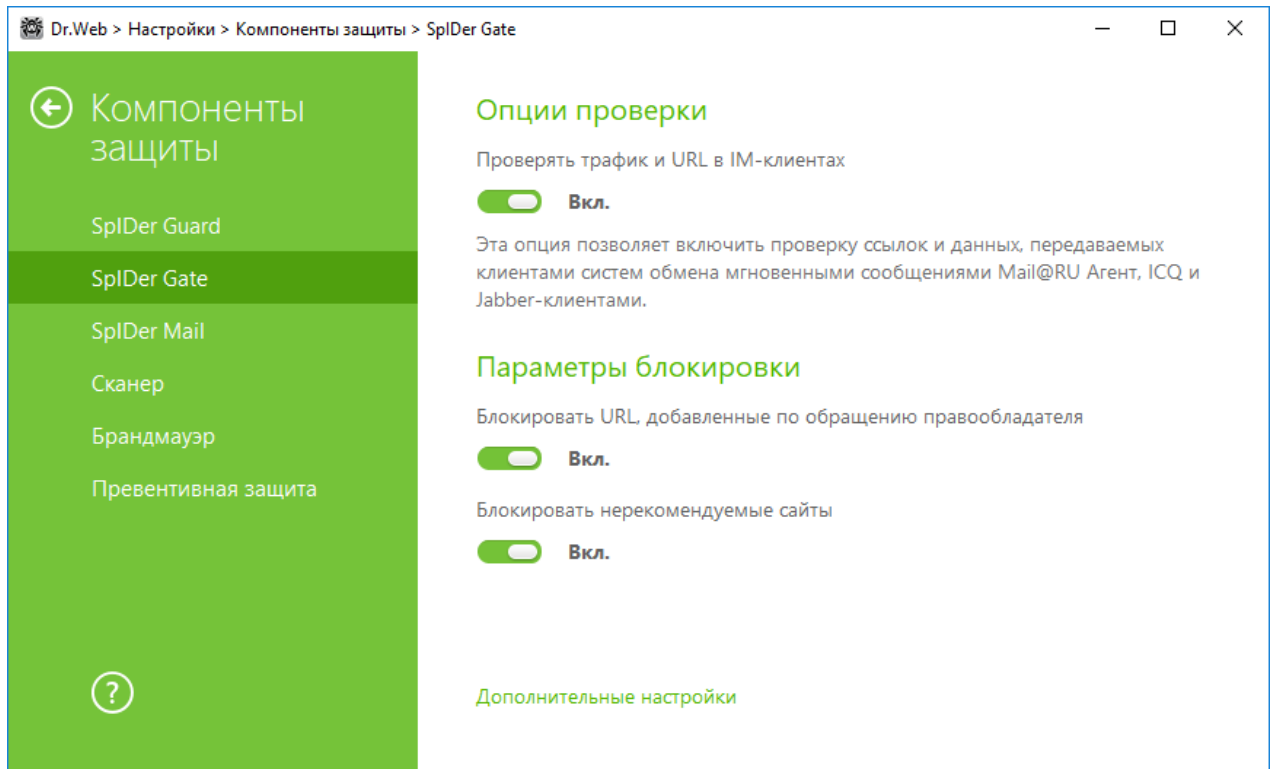 Dr.Web > Настройки > Компоненты защиты > SpIDer Gate
Компоненты
защиты
SpIDer Guard
SpIDer Gate
SpIDer Mail
Сканер
Брандмауэр
Превентивная защита
?
Опции проверки
Проверять трафик и URL в IM-клиентах
Вкл.
Эта опция позволяет включить проверку ссылок и данных, передаваемых
клиентами систем обмена мгновенными сообщениями Mail@RU Агент, ICQ и
Jabber-клиентами.
Параметры блокировки
Блокировать URL, добавленные по обращению правообладателя
Вкл.
Блокировать нерекомендуемые сайты
Вкл.
Дополнительные настройки